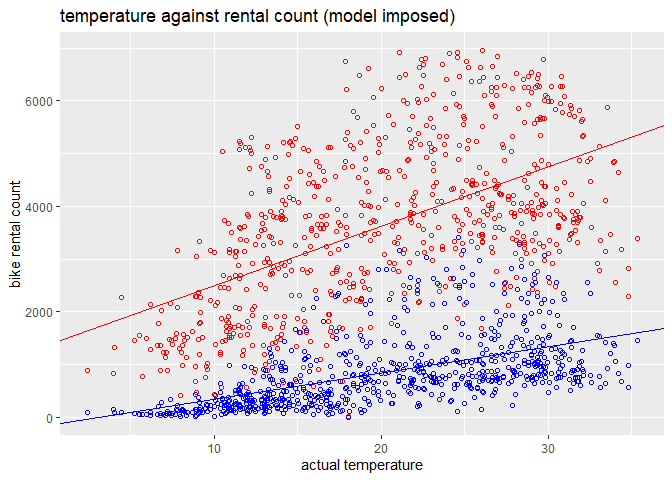 temperature against rental count (model imposed)
bike rental count
6000
4000
2000
0
10
20
30
actual temperature